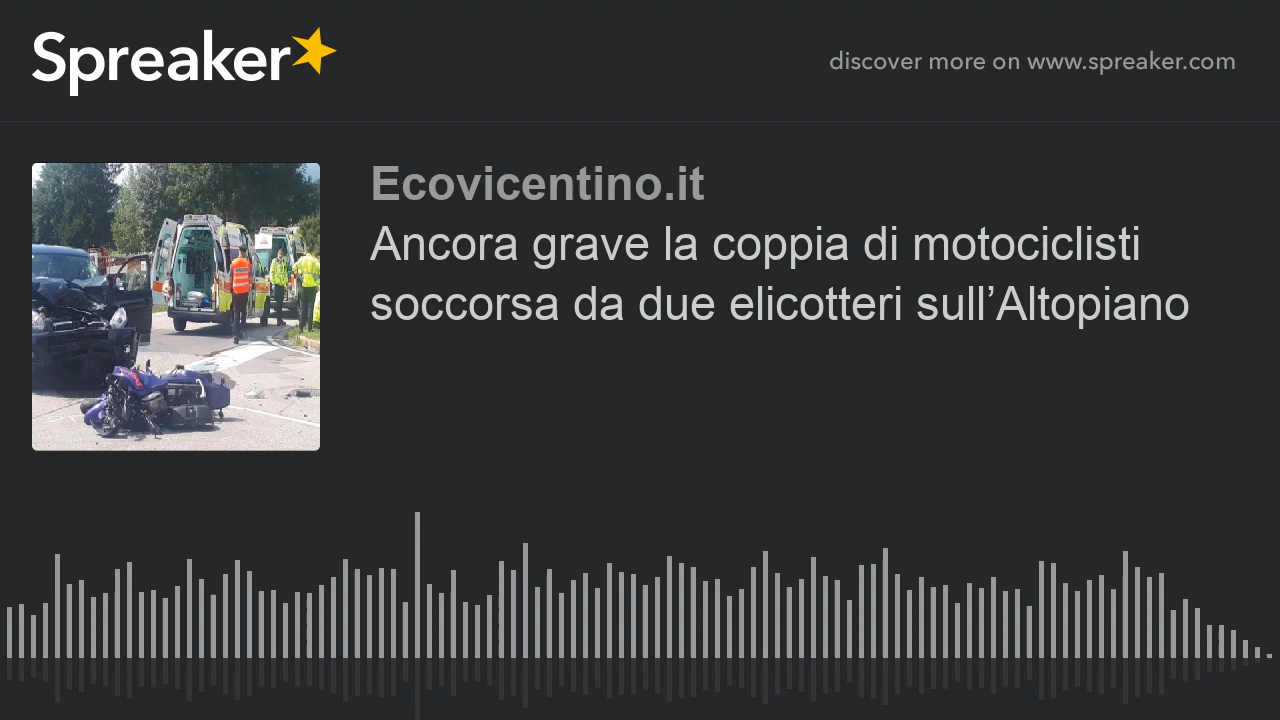 Spreaker
discover more on www.spreaker.com
Ecovicentino.it
Ancora grave la coppia di motociclisti
soccorsa da due elicotteri sull’Altopiano